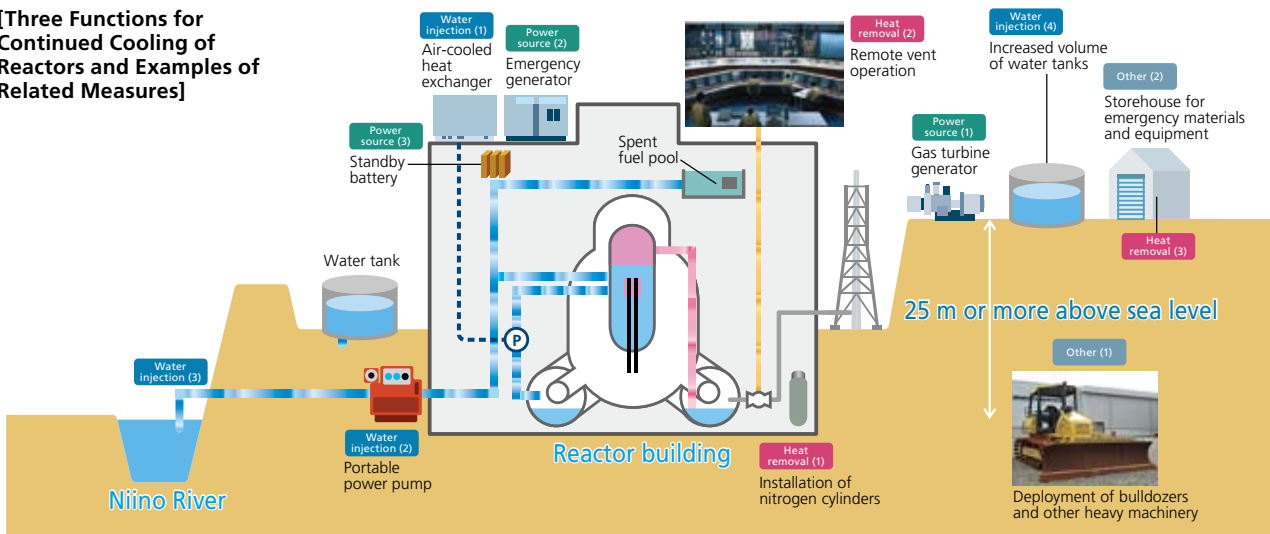 [Three Functions for
Continued Cooling of
Reactors and Examples of
Related Measures]
Water
injection (1)
Air-cooled
heat
exchanger
Power
source (2)
Emergency
generator
Heat
removal (2)
Remote vent
operation
Water
injection (4)
Increased volume
of water tanks
Other (2)
Storehouse for
emergency materials
and equipment
Power
source (3)
Standby
battery
Spent
fuel pool
Power
source (1)
Gas turbine
generator
Heat
removal (3)
Water tank
25 m or more above sea level
P
Water
injection (3)
Other (1)
Water
injection (2)
Portable
power pump
Reactor building
Heat
removal (1)
Installation of
nitrogen cylinders
Niino River
Deployment of bulldozers
and other heavy machinery